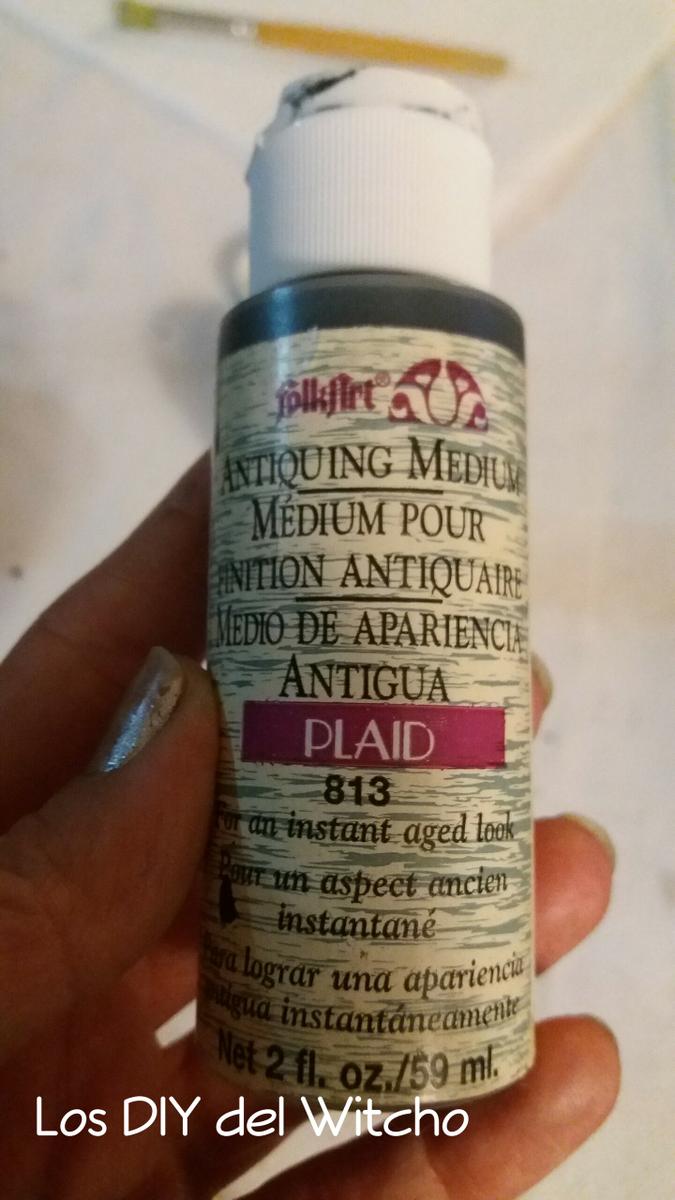 folkArt®
ANTIQUING MEDIUM
MÉDIUM POUR
FINITION ANTIQUAIRE
MEDIO DE APARIENCIA
ANTIGUA
PLAID
813
For an instant aged look
Pour un aspect ancien
instantané
Para lograr una apariencia
antigua instantáneamente
Net 2 fl. oz./59 ml.
Los DIY del Witcho